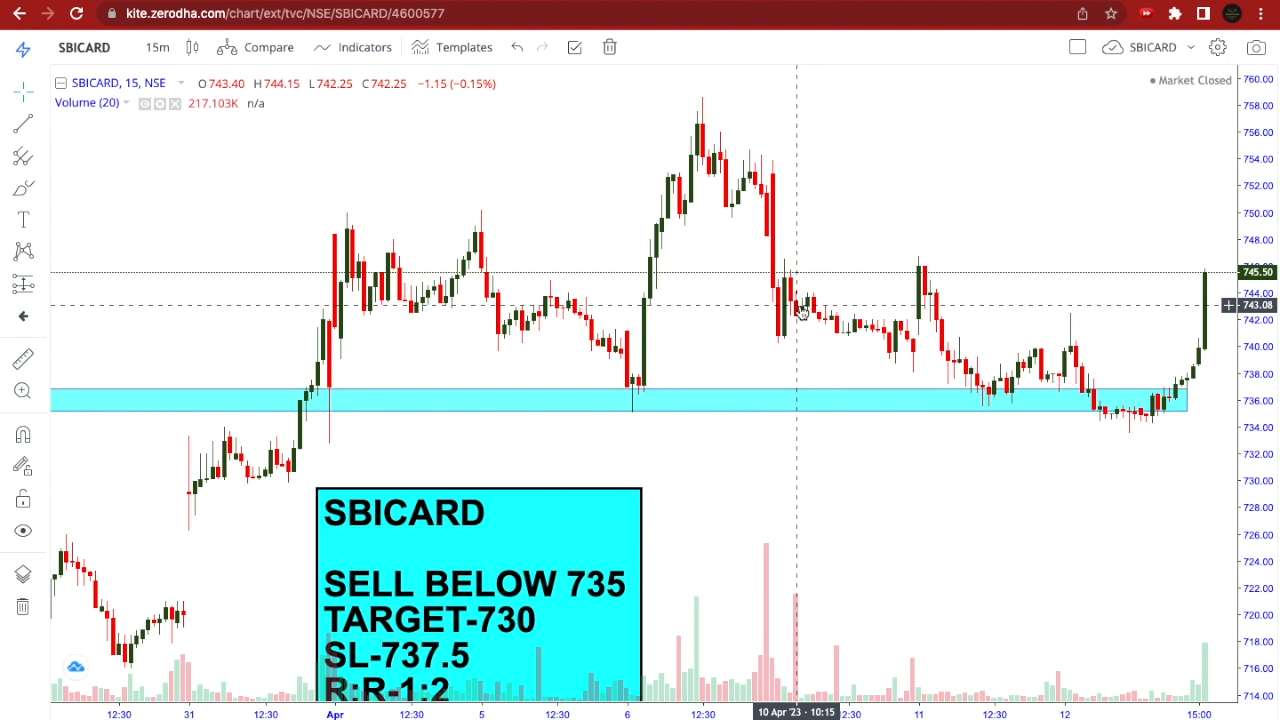 kite.zerodha.com/chart/ext/tvc/NSE/SBICARD/4600577
SBICARD 15m Compare Indicators Templates SBICARD
SBICARD, 15, NSE O743.40 H744.15 L742.25 C742.25 −1.15 (−0.15%)
Market Closed
Volume (20) 217.103K n/a
760.00
758.00
756.00
754.00
752.00
750.00
748.00
745.50
744.00
743.08
742.00
740.00
738.00
736.00
734.00
732.00
730.00
728.00
726.00
724.00
722.00
720.00
718.00
716.00
714.00
SBICARD
SELL BELOW 735
TARGET-730
SL-737.5
R:R-1:2
12:30 31 12:30 Apr 12:30 5 12:30 6 12:30 10 Apr '23 - 10:15 12:30 11 12:30 12 15:00